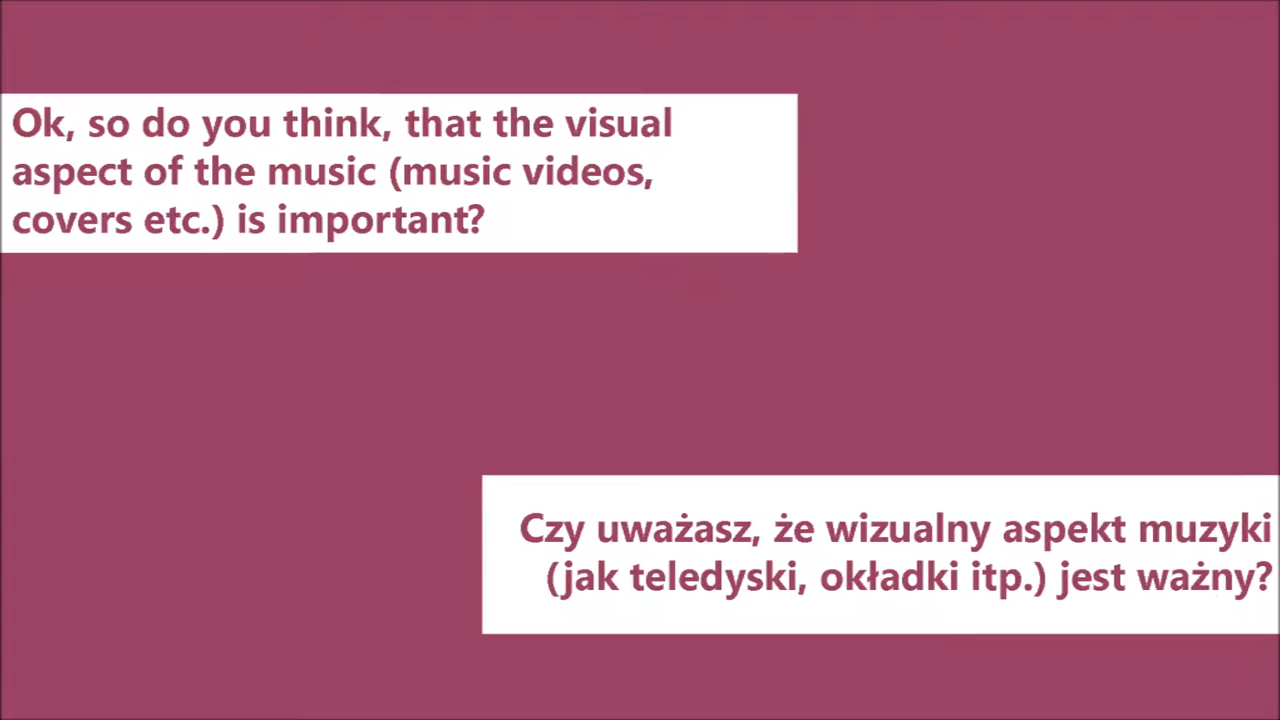 Ok, so do you think, that the visual
aspect of the music (music videos,
covers etc.) is important?
Czy uważasz, że wizualny aspekt muzyki
(jak teledyski, okładki itp.) jest ważny?